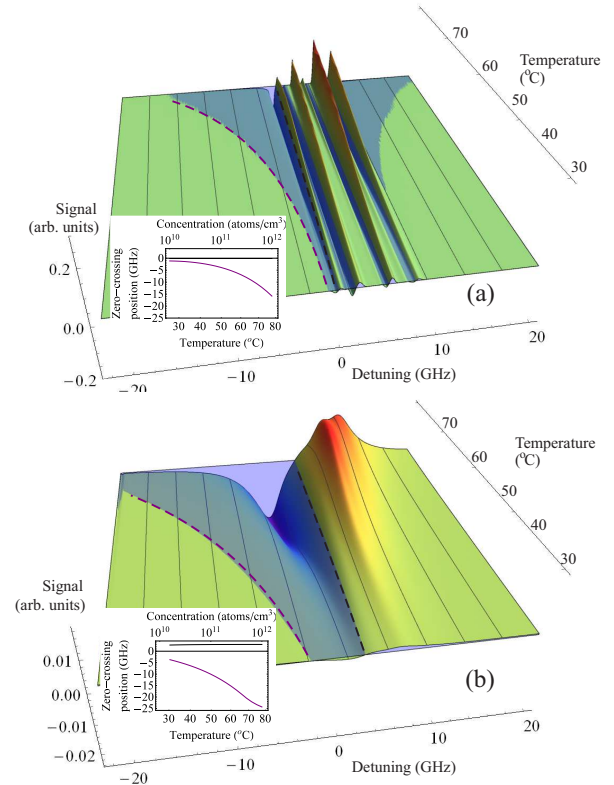 70
60
50
40
30
Temperature
(°C)
Signal
(arb. units)
0.2
0.0
−0.2
−20
−10
0
10
20
Detuning (GHz)
(a)
Concentration (atoms/cm³)
10¹⁰ 10¹¹ 10¹²
Zero−crossing
position (GHz)
0
−5
−10
−15
−20
−25
30 40 50 60 70 80
Temperature (°C)
70
60
50
40
30
Temperature
(°C)
Signal
(arb. units)
0.01
0.00
−0.01
−0.02
−20
−10
0
10
20
Detuning (GHz)
(b)
Concentration (atoms/cm³)
10¹⁰ 10¹¹ 10¹²
Zero−crossing
position (GHz)
0
−5
−10
−15
−20
−25
30 40 50 60 70 80
Temperature (°C)